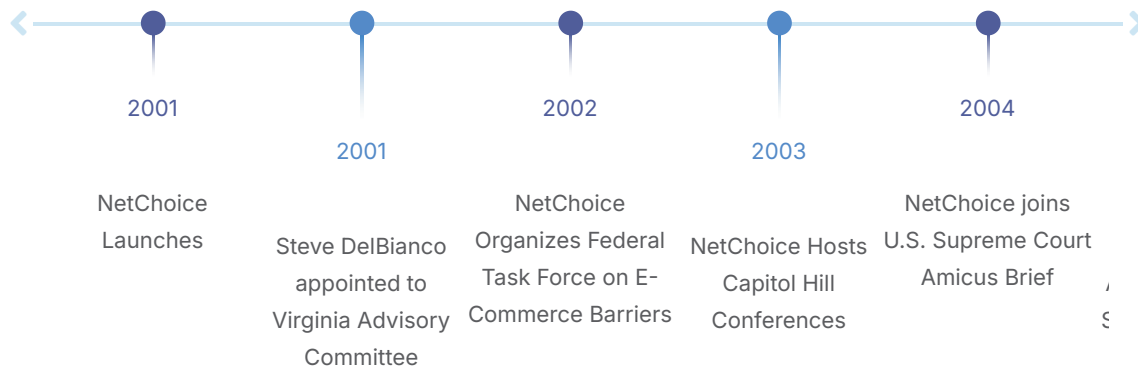 2001
NetChoice
Launches
2001
Steve DelBianco
appointed to
Virginia Advisory
Committee
2002
NetChoice
Organizes Federal
Task Force on E-
Commerce Barriers
2003
NetChoice Hosts
Capitol Hill
Conferences
2004
NetChoice joins
U.S. Supreme Court
Amicus Brief